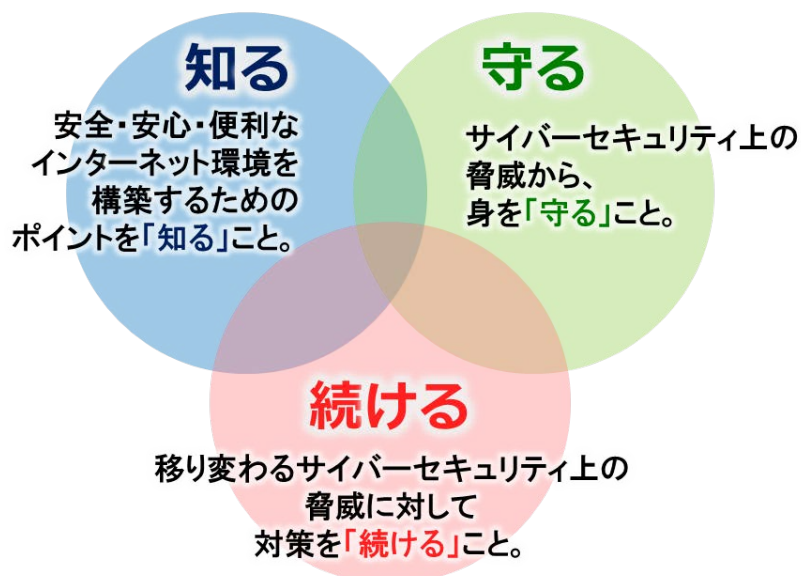 知る
安全・安心・便利な
インターネット環境を
構築するための
ポイントを「知る」こと。
守る
サイバーセキュリティ上の
脅威から、
身を「守る」こと。
続ける
移り変わるサイバーセキュリティ上の
脅威に対して
対策を「続ける」こと。